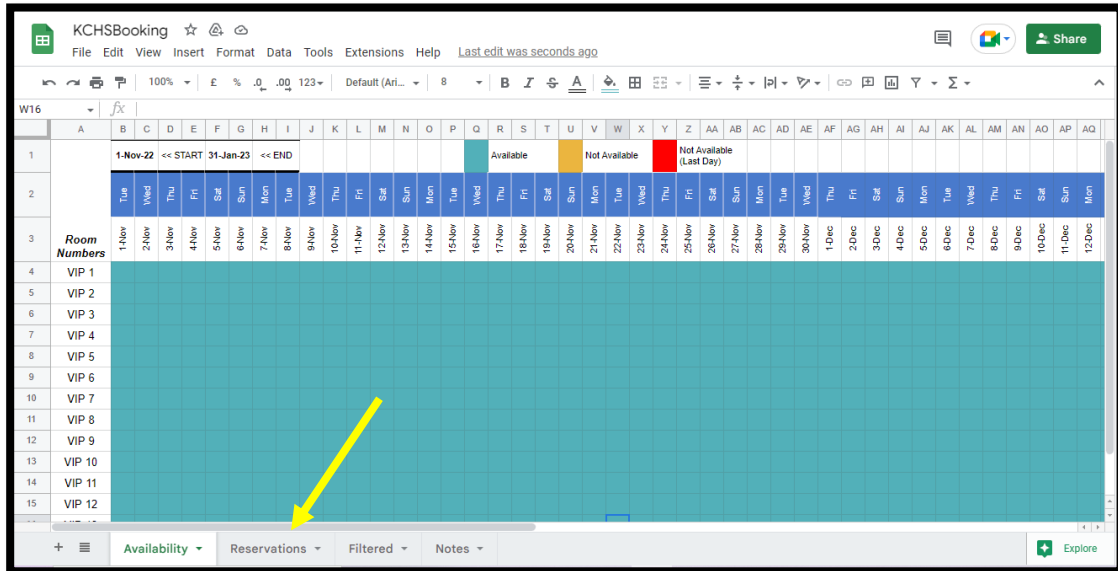 KCHSBooking
File Edit View Insert Format Data Tools Extensions Help Last edit was seconds ago
Share
100% £ % .0 .00 123 Default (Ari... 8 B I S A
W16 fx
A B C D E F G H I J K L M N O P Q R S T U V W X Y Z AA AB AC AD AE AF AG AH AI AJ AK AL AM AN AO AP AQ
1 1-Nov-22 << START 31-Jan-23 << END Available Not Available Not Available
(Last Day)
2 Tue Wed Thu Fri Sat Sun Mon Tue Wed Thu Fri Sat Sun Mon Tue Wed Thu Fri Sat Sun Mon Tue Wed Thu Fri Sat Sun Mon Tue Wed Thu Fri Sat Sun Mon Tue Wed Thu Fri Sat Sun Mon
3 Room
Numbers 1-Nov 2-Nov 3-Nov 4-Nov 5-Nov 6-Nov 7-Nov 8-Nov 9-Nov 10-Nov 11-Nov 12-Nov 13-Nov 14-Nov 15-Nov 16-Nov 17-Nov 18-Nov 19-Nov 20-Nov 21-Nov 22-Nov 23-Nov 24-Nov 25-Nov 26-Nov 27-Nov 28-Nov 29-Nov 30-Nov 1-Dec 2-Dec 3-Dec 4-Dec 5-Dec 6-Dec 7-Dec 8-Dec 9-Dec 10-Dec 11-Dec 12-Dec
4 VIP 1
5 VIP 2
6 VIP 3
7 VIP 4
8 VIP 5
9 VIP 6
10 VIP 7
11 VIP 8
12 VIP 9
13 VIP 10
14 VIP 11
15 VIP 12
+ Availability Reservations Filtered Notes Explore